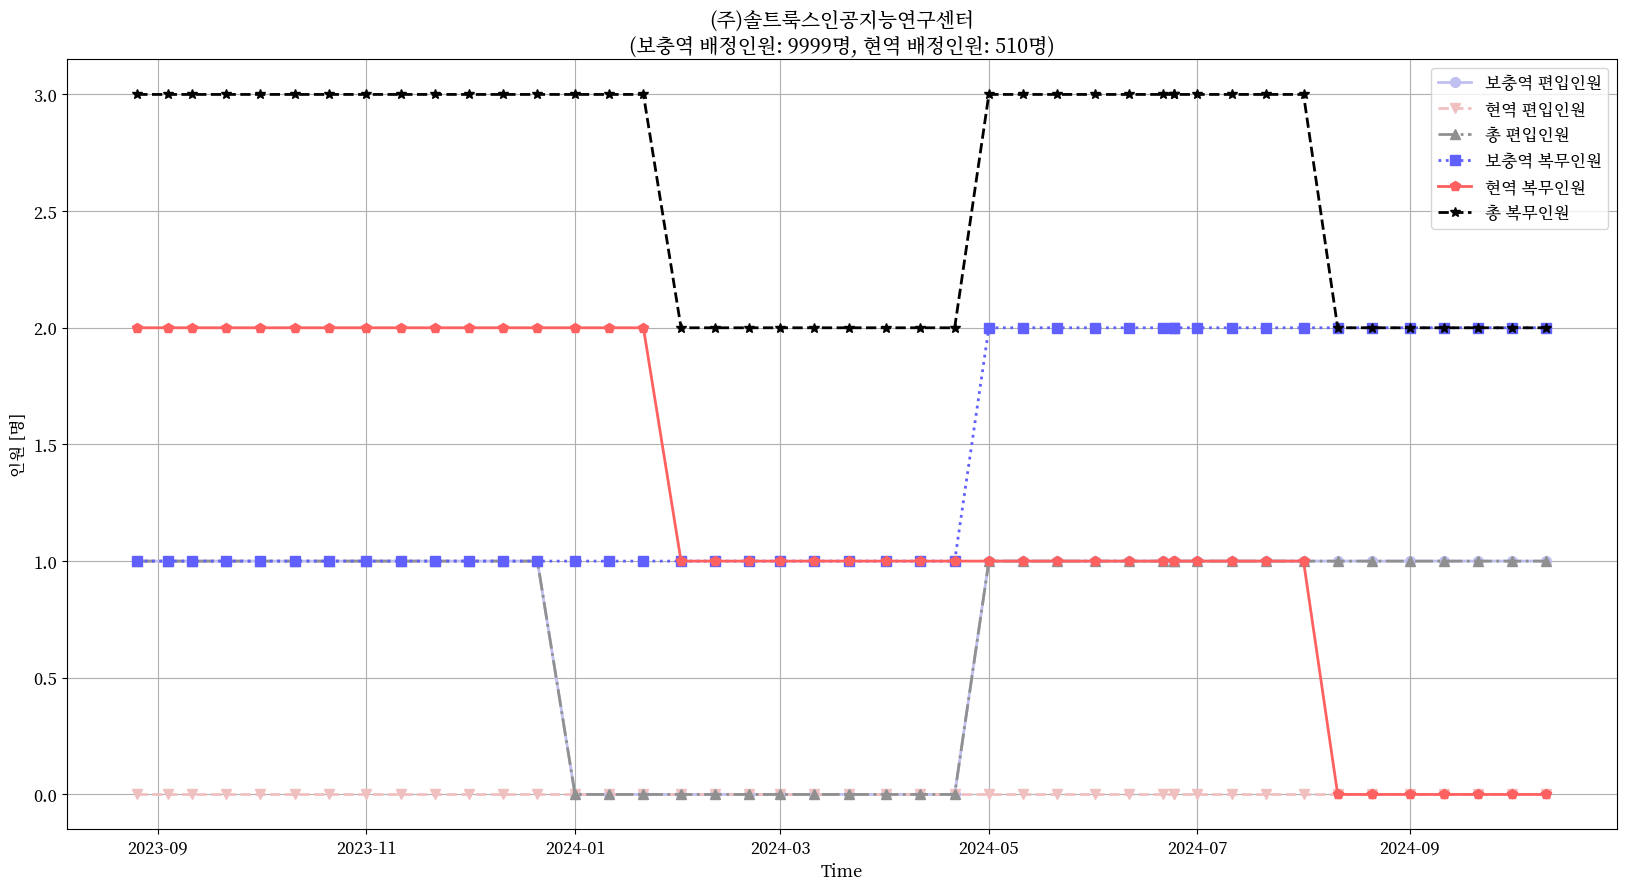 (주)솔트룩스인공지능연구센터
(보충역 배정인원: 9999명, 현역 배정인원: 510명)
보충역 편입인원
현역 편입인원
총 편입인원
보충역 복무인원
현역 복무인원
총 복무인원
인원 [명]
3.0
2.5
2.0
1.5
1.0
0.5
0.0
2023-09
2023-11
2024-01
2024-03
2024-05
2024-07
2024-09
Time